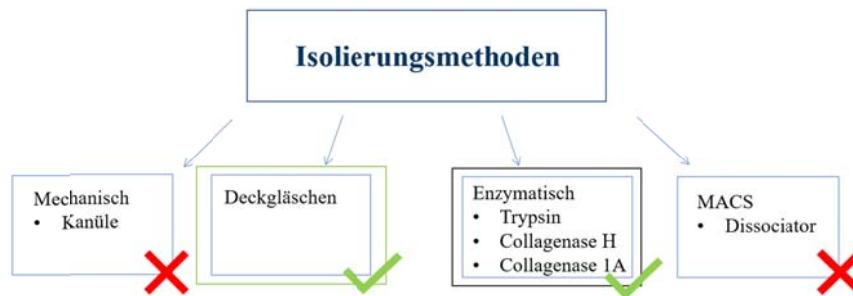 Isolierungsmethoden
Mechanisch
• Kanüle
Deckgläschen
Enzymatisch
• Trypsin
• Collagenase H
• Collagenase 1A
MACS
• Dissociator